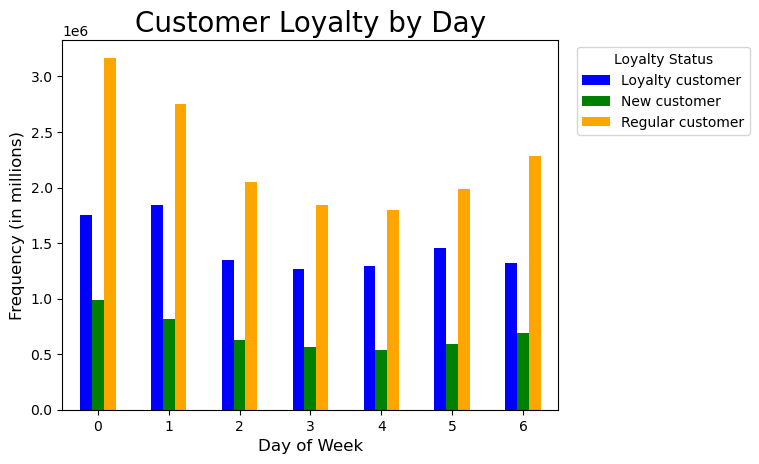 Customer Loyalty by Day
1e6
3.0
2.5
2.0
1.5
1.0
0.5
0.0
Frequency (in millions)
0 1 2 3 4 5 6
Day of Week
Loyalty Status
Loyalty customer
New customer
Regular customer